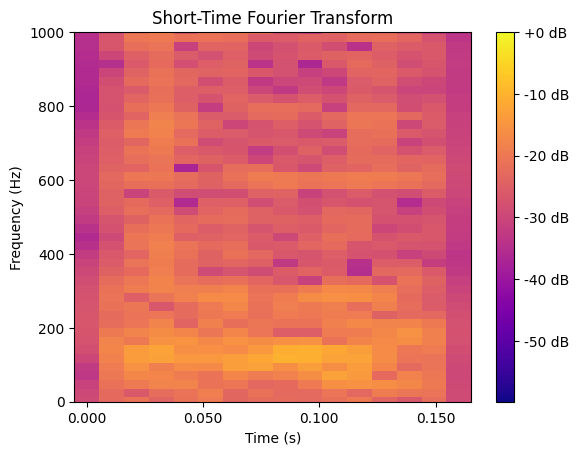 Short-Time Fourier Transform
1000
800
600
400
200
0
Frequency (Hz)
0.000
0.050
0.100
0.150
Time (s)
+0 dB
-10 dB
-20 dB
-30 dB
-40 dB
-50 dB